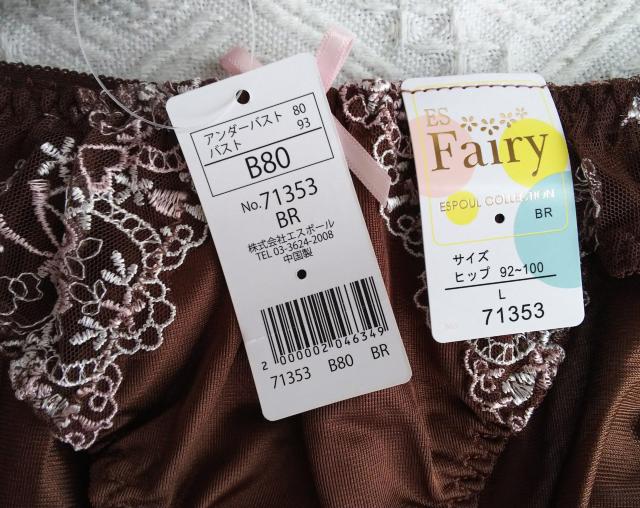 アンダーバスト 80
バスト 93
B80
No.71353
BR
株式会社エスポール
TEL 03-3624-2008
中国製
2 000002 046349
71353 B80 BR
ES
Fairy
ESPOUL COLLECTION
BR
サイズ
ヒップ 92~100
L
71353